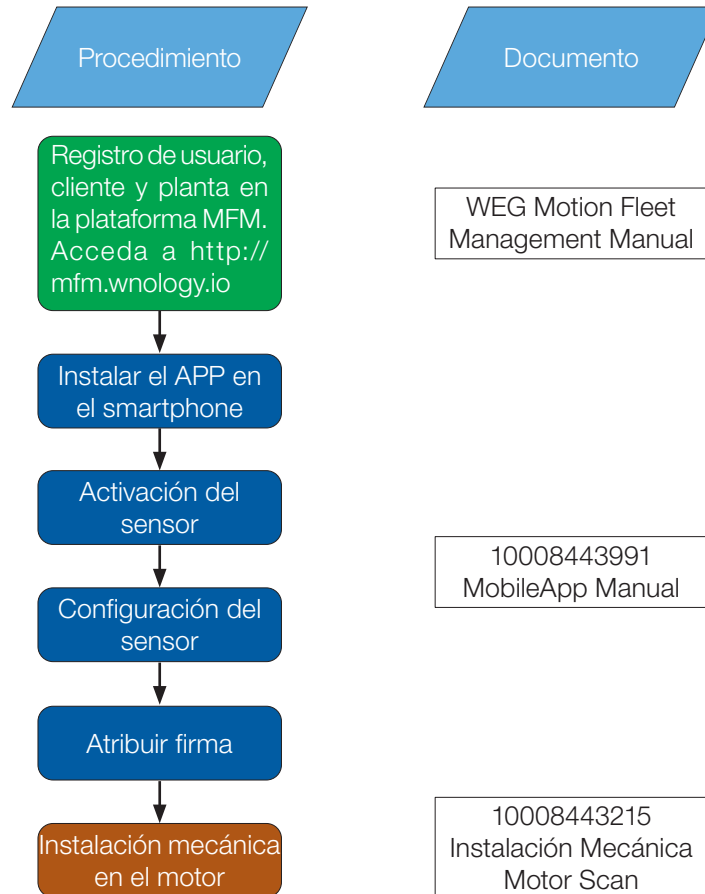 Procedimiento
Documento
Registro de usuario,
cliente y planta en
la plataforma MFM.
Acceda a http://
mfm.wnology.io
WEG Motion Fleet
Management Manual
Instalar el APP en
el smartphone
Activación del
sensor
10008443991
MobileApp Manual
Configuración del
sensor
Atribuir firma
Instalación mecánica
en el motor
10008443215
Instalación Mecánica
Motor Scan